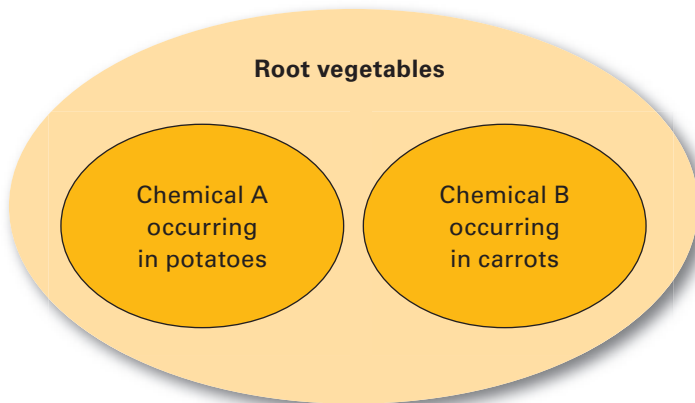 Root vegetables
Chemical A
occurring
in potatoes
Chemical B
occurring
in carrots